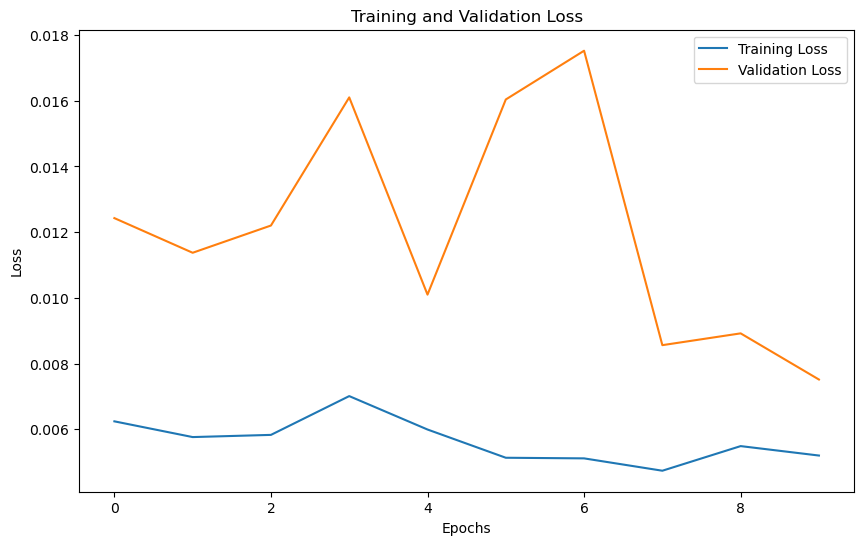 Training and Validation Loss
Training Loss
Validation Loss
0.018
0.016
0.014
0.012
0.010
0.008
0.006
Loss
0 2 4 6 8
Epochs